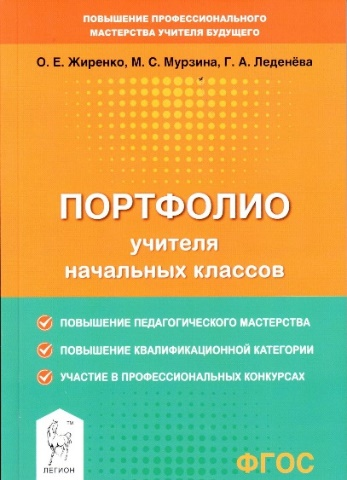 ПОВЫШЕНИЕ ПРОФЕССИОНАЛЬНОГО
МАСТЕРСТВА УЧИТЕЛЯ БУДУЩЕГО
О. Е. Жиренко, М. С. Мурзина, Г. А. Леденёва
ПОРТФОЛИО
учителя
начальных классов
ПОВЫШЕНИЕ ПЕДАГОГИЧЕСКОГО МАСТЕРСТВА
ПОВЫШЕНИЕ КВАЛИФИКАЦИОННОЙ КАТЕГОРИИ
УЧАСТИЕ В ПРОФЕССИОНАЛЬНЫХ КОНКУРСАХ
TM
ЛЕГИОН
ФГОС